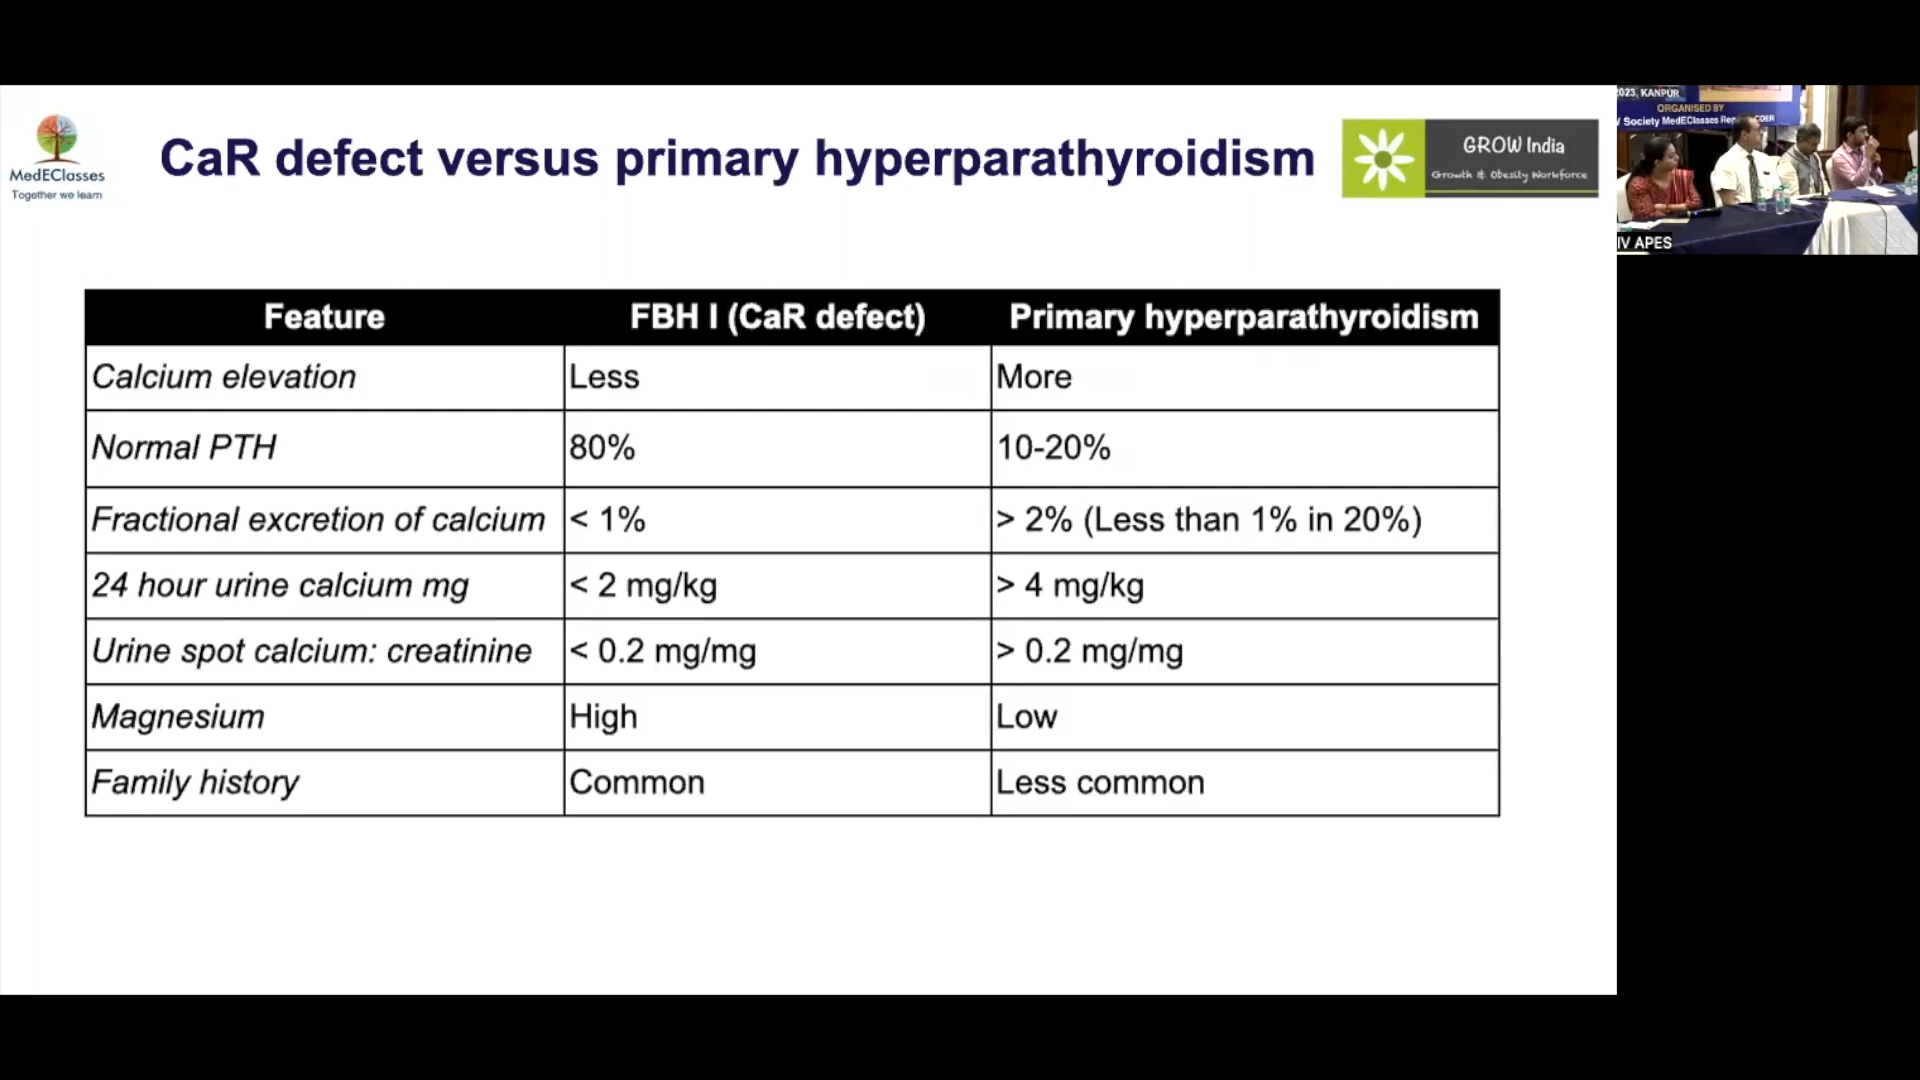 MedEClasses
Together we learn
CaR defect versus primary hyperparathyroidism
GROW India
Growth & Obesity Workforce
2023, KANPUR
ORGANISED BY
Society MedEClasses
IV APES
Feature FBH I (CaR defect) Primary hyperparathyroidism
Calcium elevation Less More
Normal PTH 80% 10-20%
Fractional excretion of calcium < 1% > 2% (Less than 1% in 20%)
24 hour urine calcium mg < 2 mg/kg > 4 mg/kg
Urine spot calcium: creatinine < 0.2 mg/mg > 0.2 mg/mg
Magnesium High Low
Family history Common Less common